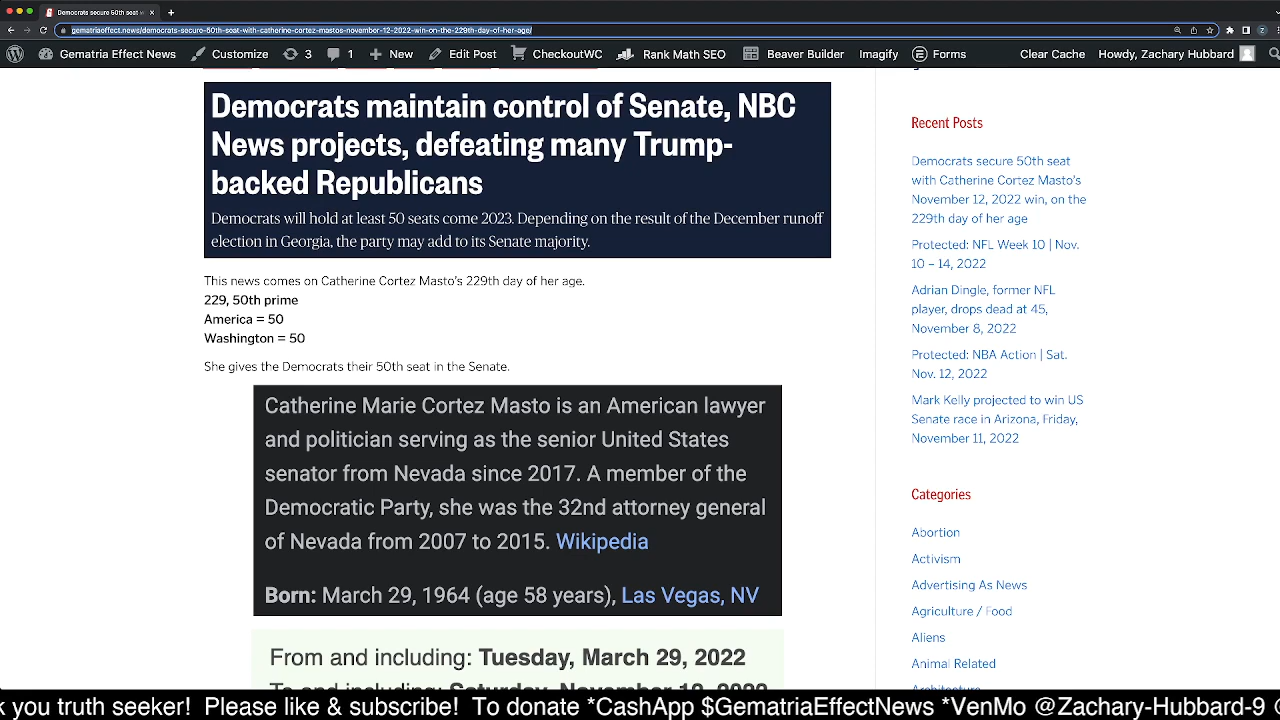 Democrats secure 50th seat w
gematriaeffect.news/democrats-secure-50th-seat-with-catherine-cortez-mastos-november-12-2022-win-on-the-229th-day-of-her-age/
Gematria Effect News Customize 3 1 New Edit Post CheckoutWC Rank Math SEO Beaver Builder Imagify Forms Clear Cache Howdy, Zachary Hubbard
Democrats maintain control of Senate, NBC
News projects, defeating many Trump-
backed Republicans
Democrats will hold at least 50 seats come 2023. Depending on the result of the December runoff
election in Georgia, the party may add to its Senate majority.
This news comes on Catherine Cortez Masto's 229th day of her age.
229, 50th prime
America = 50
Washington = 50
She gives the Democrats their 50th seat in the Senate.
Catherine Marie Cortez Masto is an American lawyer
and politician serving as the senior United States
senator from Nevada since 2017. A member of the
Democratic Party, she was the 32nd attorney general
of Nevada from 2007 to 2015. Wikipedia
Born: March 29, 1964 (age 58 years), Las Vegas, NV
From and including: Tuesday, March 29, 2022
To and including: Saturday, November 12, 2022
Recent Posts
Democrats secure 50th seat
with Catherine Cortez Masto's
November 12, 2022 win, on the
229th day of her age
Protected: NFL Week 10 | Nov.
10 – 14, 2022
Adrian Dingle, former NFL
player, drops dead at 45,
November 8, 2022
Protected: NBA Action | Sat.
Nov. 12, 2022
Mark Kelly projected to win US
Senate race in Arizona, Friday,
November 11, 2022
Categories
Abortion
Activism
Advertising As News
Agriculture / Food
Aliens
Animal Related
Architecture
k you truth seeker! Please like & subscribe! To donate *CashApp $GematriaEffectNews *VenMo @Zachary-Hubbard-9